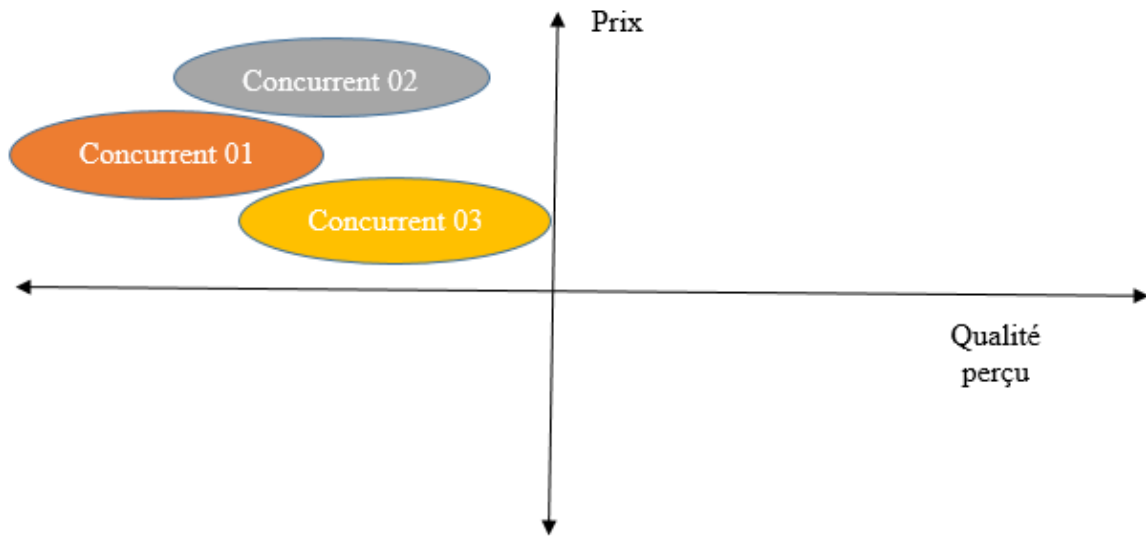 Prix
Concurrent 02
Concurrent 01
Concurrent 03
Qualité
perçu